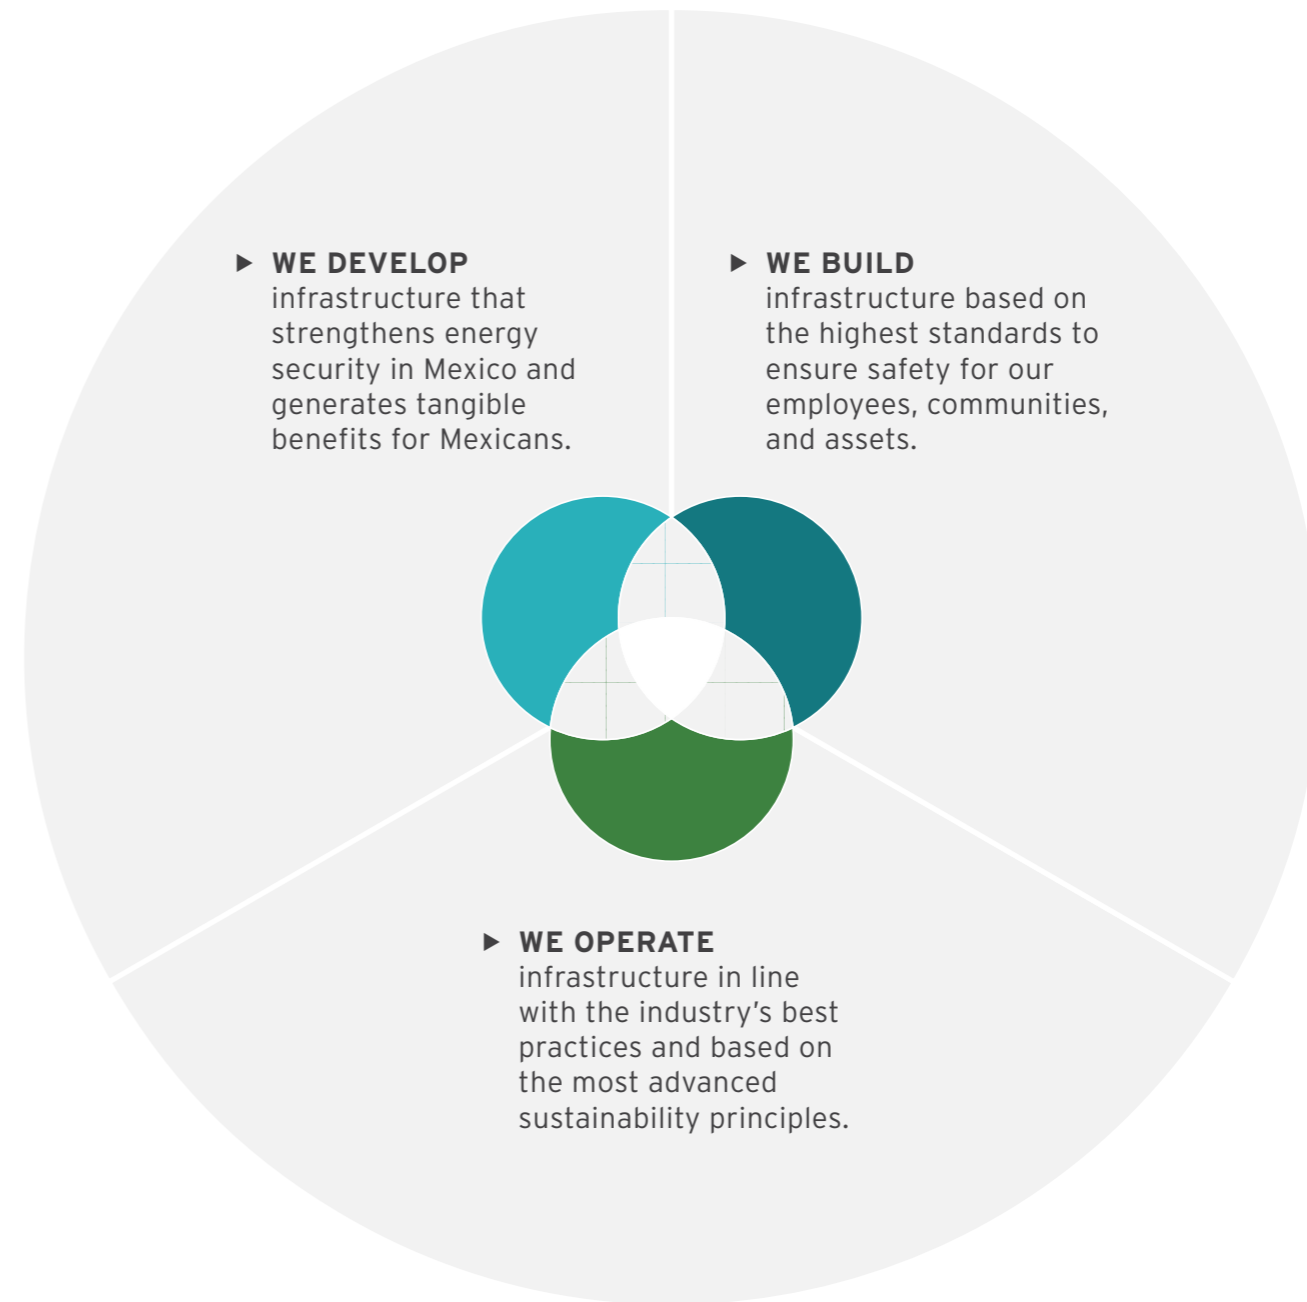 ▶ WE DEVELOP
infrastructure that
strengthens energy
security in Mexico and
generates tangible
benefits for Mexicans.
▶ WE BUILD
infrastructure based on
the highest standards to
ensure safety for our
employees, communities,
and assets.
▶ WE OPERATE
infrastructure in line
with the industry’s best
practices and based on
the most advanced
sustainability principles.